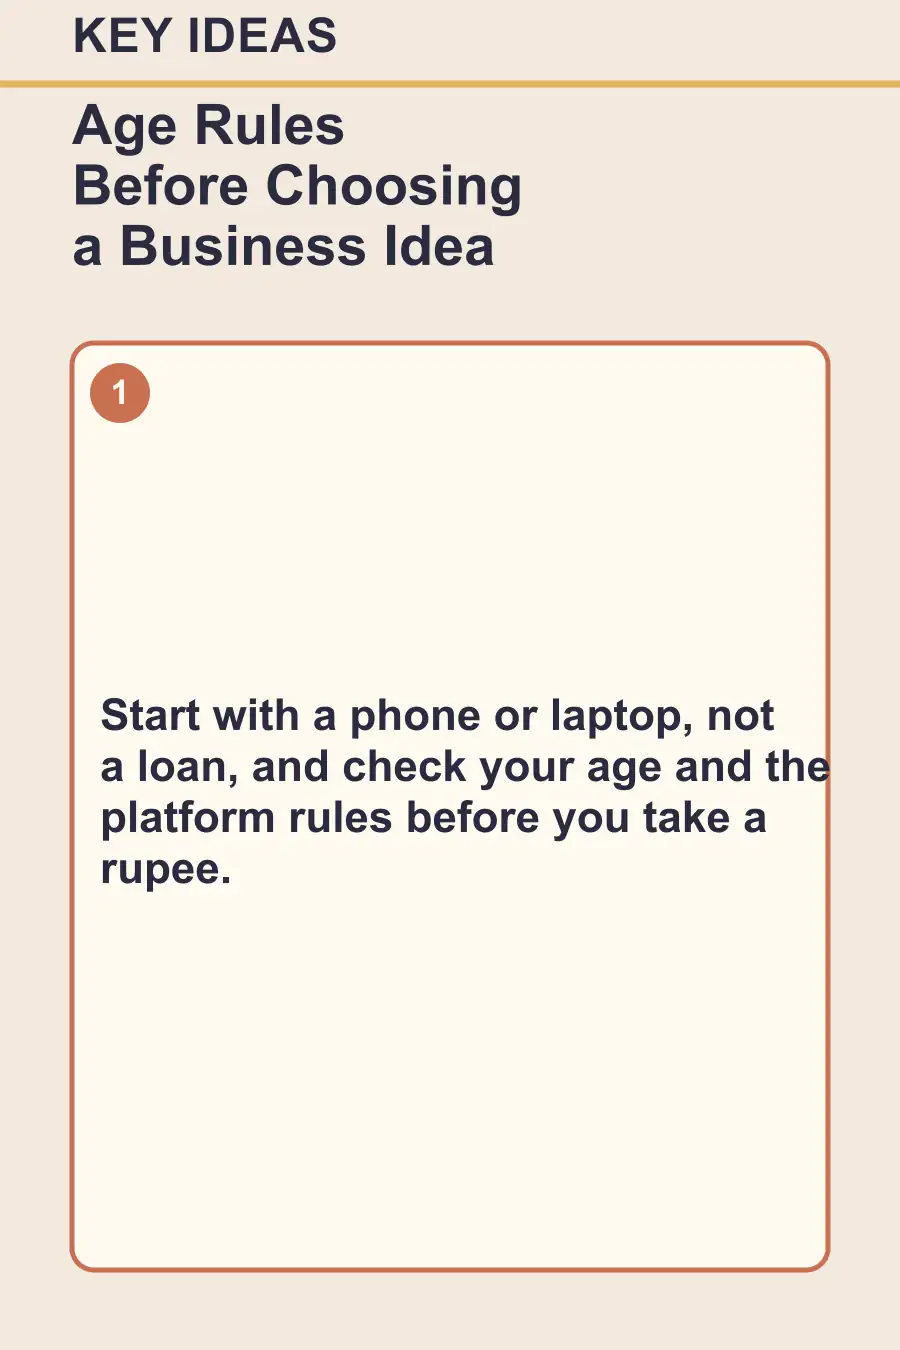 KEY IDEAS
Age Rules
Before Choosing
a Business Idea
1
Start with a phone or laptop, not
a loan, and check your age and the
platform rules before you take a
rupee.